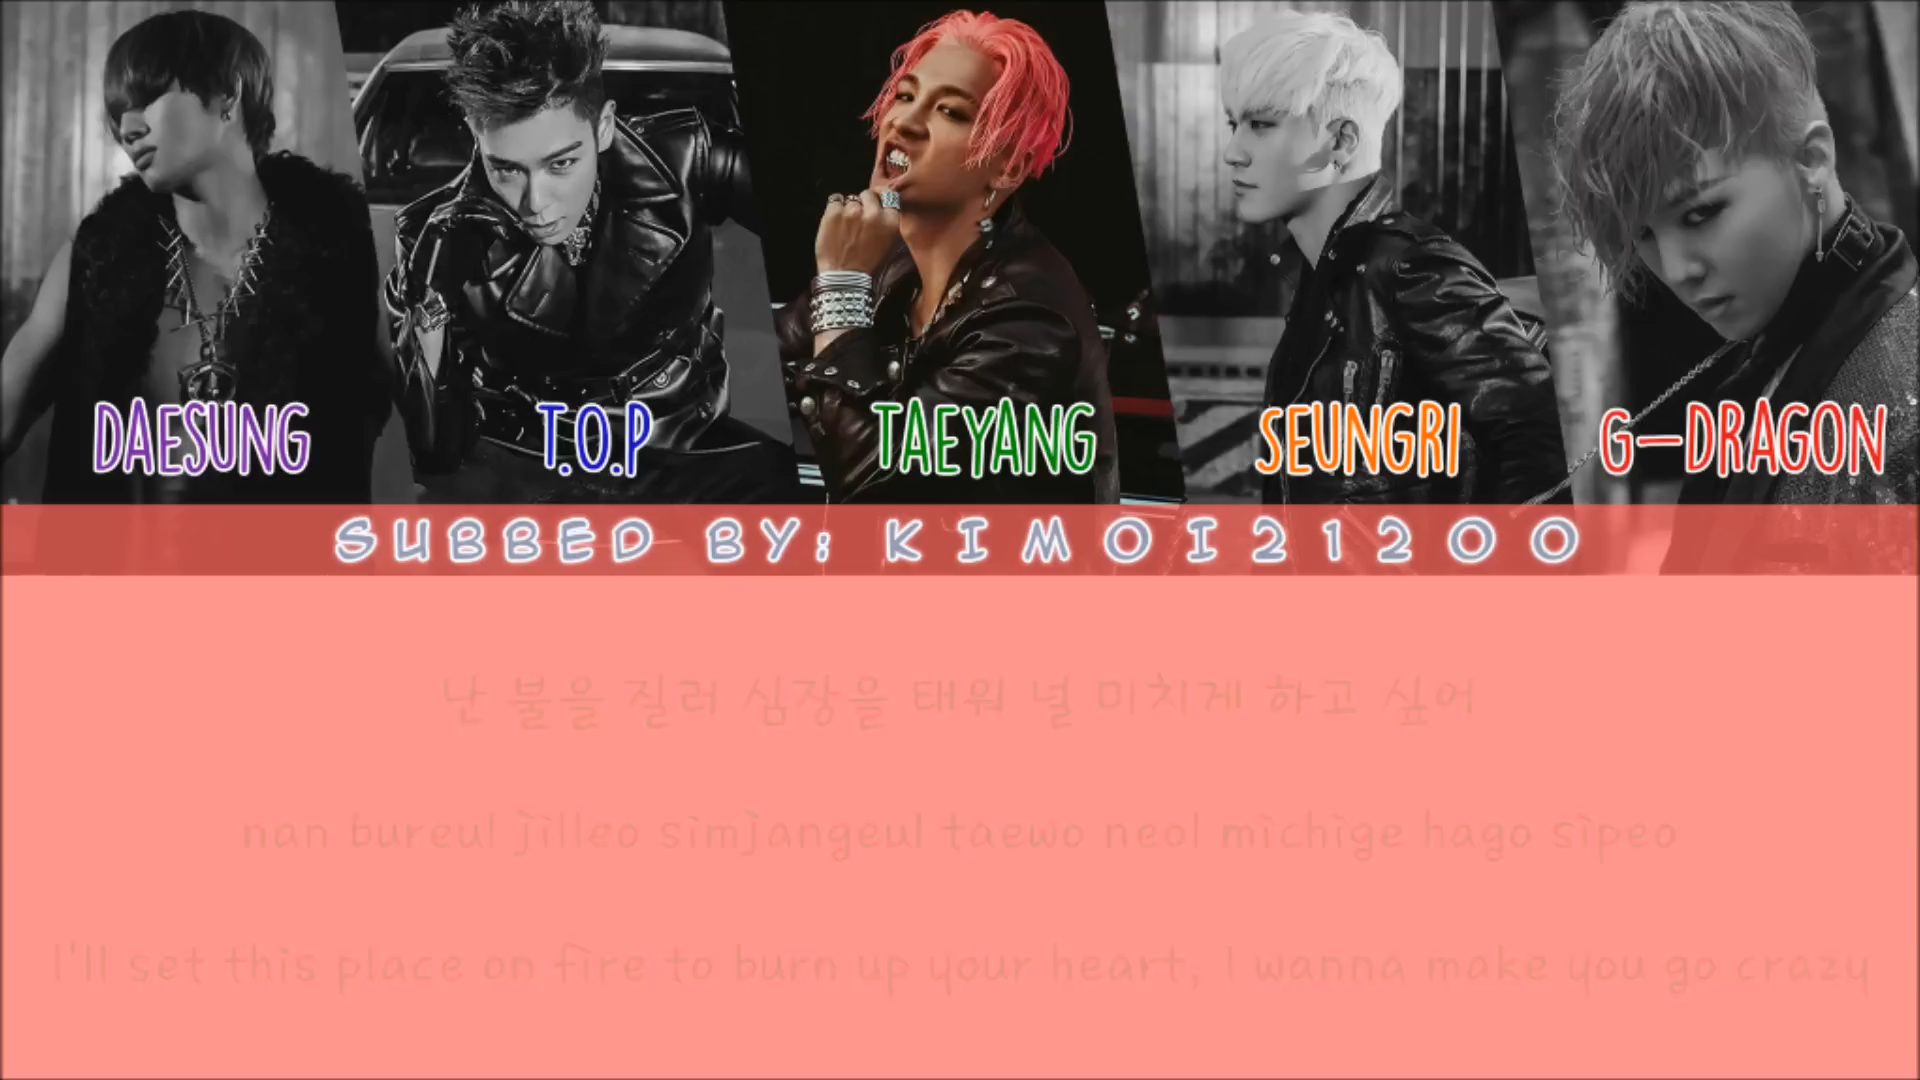 DAESUNG T.O.P TAEYANG SEUNGRI G-DRAGON
SUBBED BY: KIMOI21200
난 불을 질러 심장을 태워 널 미치게 하고 싶어
nan bureul jilleo simjangeul taewo neol michige hago sipeo
I'll set this place on fire to burn up your heart, I wanna make you go crazy